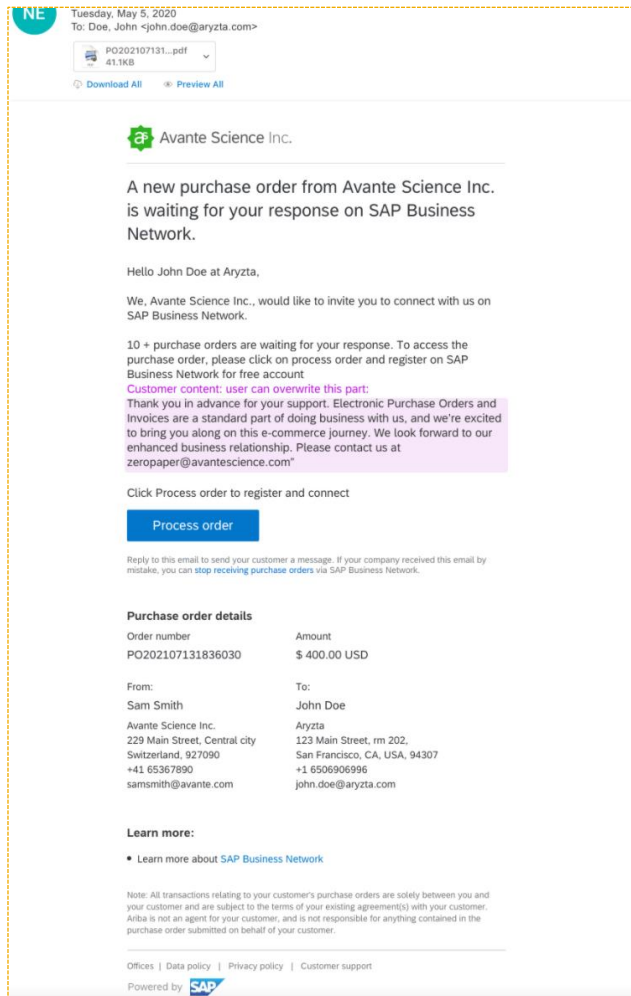 NE
Tuesday, May 5, 2020
To: Doe, John <john.doe@aryzta.com>
PO202107131...pdf
41.1KB
Download All Preview All
as Avante Science Inc.
A new purchase order from Avante Science Inc.
is waiting for your response on SAP Business
Network.
Hello John Doe at Aryzta,
We, Avante Science Inc., would like to invite you to connect with us on
SAP Business Network.
10 + purchase orders are waiting for your response. To access the
purchase order, please click on process order and register on SAP
Business Network for free account
Customer content: user can overwrite this part:
Thank you in advance for your support. Electronic Purchase Orders and
Invoices are a standard part of doing business with us, and we're excited
to bring you along on this e-commerce journey. We look forward to our
enhanced business relationship. Please contact us at
zeropaper@avantescience.com"
Click Process order to register and connect
Process order
Reply to this email to send your customer a message. If your company received this email by
mistake, you can stop receiving purchase orders via SAP Business Network.
Purchase order details
Order number Amount
PO202107131836030 $ 400.00 USD
From: To:
Sam Smith John Doe
Avante Science Inc. Aryzta
229 Main Street, Central city 123 Main Street, rm 202,
Switzerland, 927090 San Francisco, CA, USA, 94307
+41 65367890 +1 6506906996
samsmith@avante.com john.doe@aryzta.com
Learn more:
• Learn more about SAP Business Network
Note: All transactions relating to your customer's purchase orders are solely between you and
your customer and are subject to the terms of your existing agreement(s) with your customer.
Ariba is not an agent for your customer, and is not responsible for anything contained in the
purchase order submitted on behalf of your customer.
Offices | Data policy | Privacy policy | Customer support
Powered by SAP